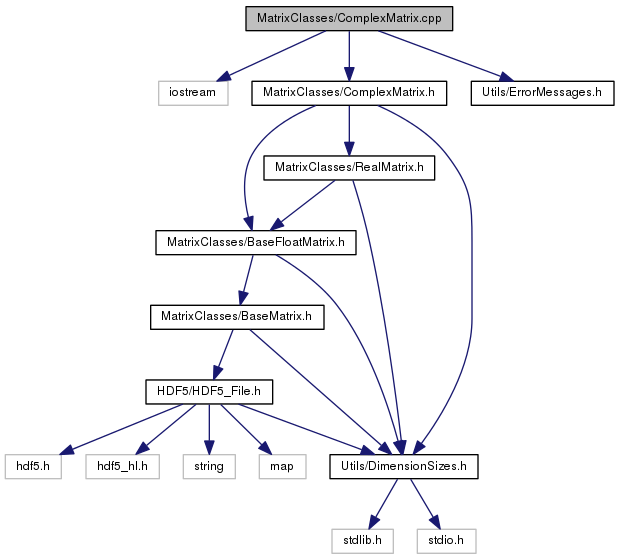 MatrixClasses/ComplexMatrix.cpp
iostream
MatrixClasses/ComplexMatrix.h
Utils/ErrorMessages.h
MatrixClasses/RealMatrix.h
MatrixClasses/BaseFloatMatrix.h
MatrixClasses/BaseMatrix.h
HDF5/HDF5_File.h
hdf5.h
hdf5_hl.h
string
map
Utils/DimensionSizes.h
stdlib.h
stdio.h